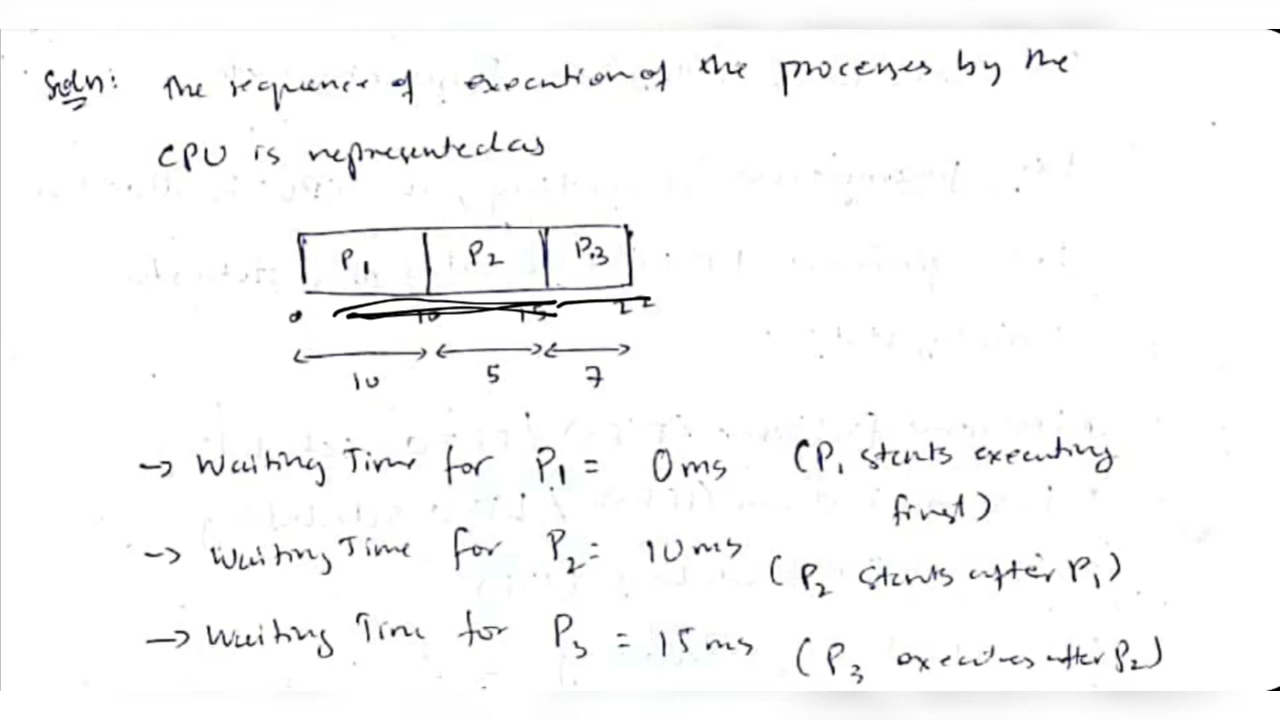 Soln: The sequence of execution of the processes by the
CPU is represented as
P1 P2 P3
0 10 15 22
10 5 7
→ Waiting Time for P1 = 0ms (P1 starts executing
first)
→ Waiting Time for P2 = 10ms (P2 starts after P1)
→ Waiting Time for P3 = 15ms (P3 executes after P2)